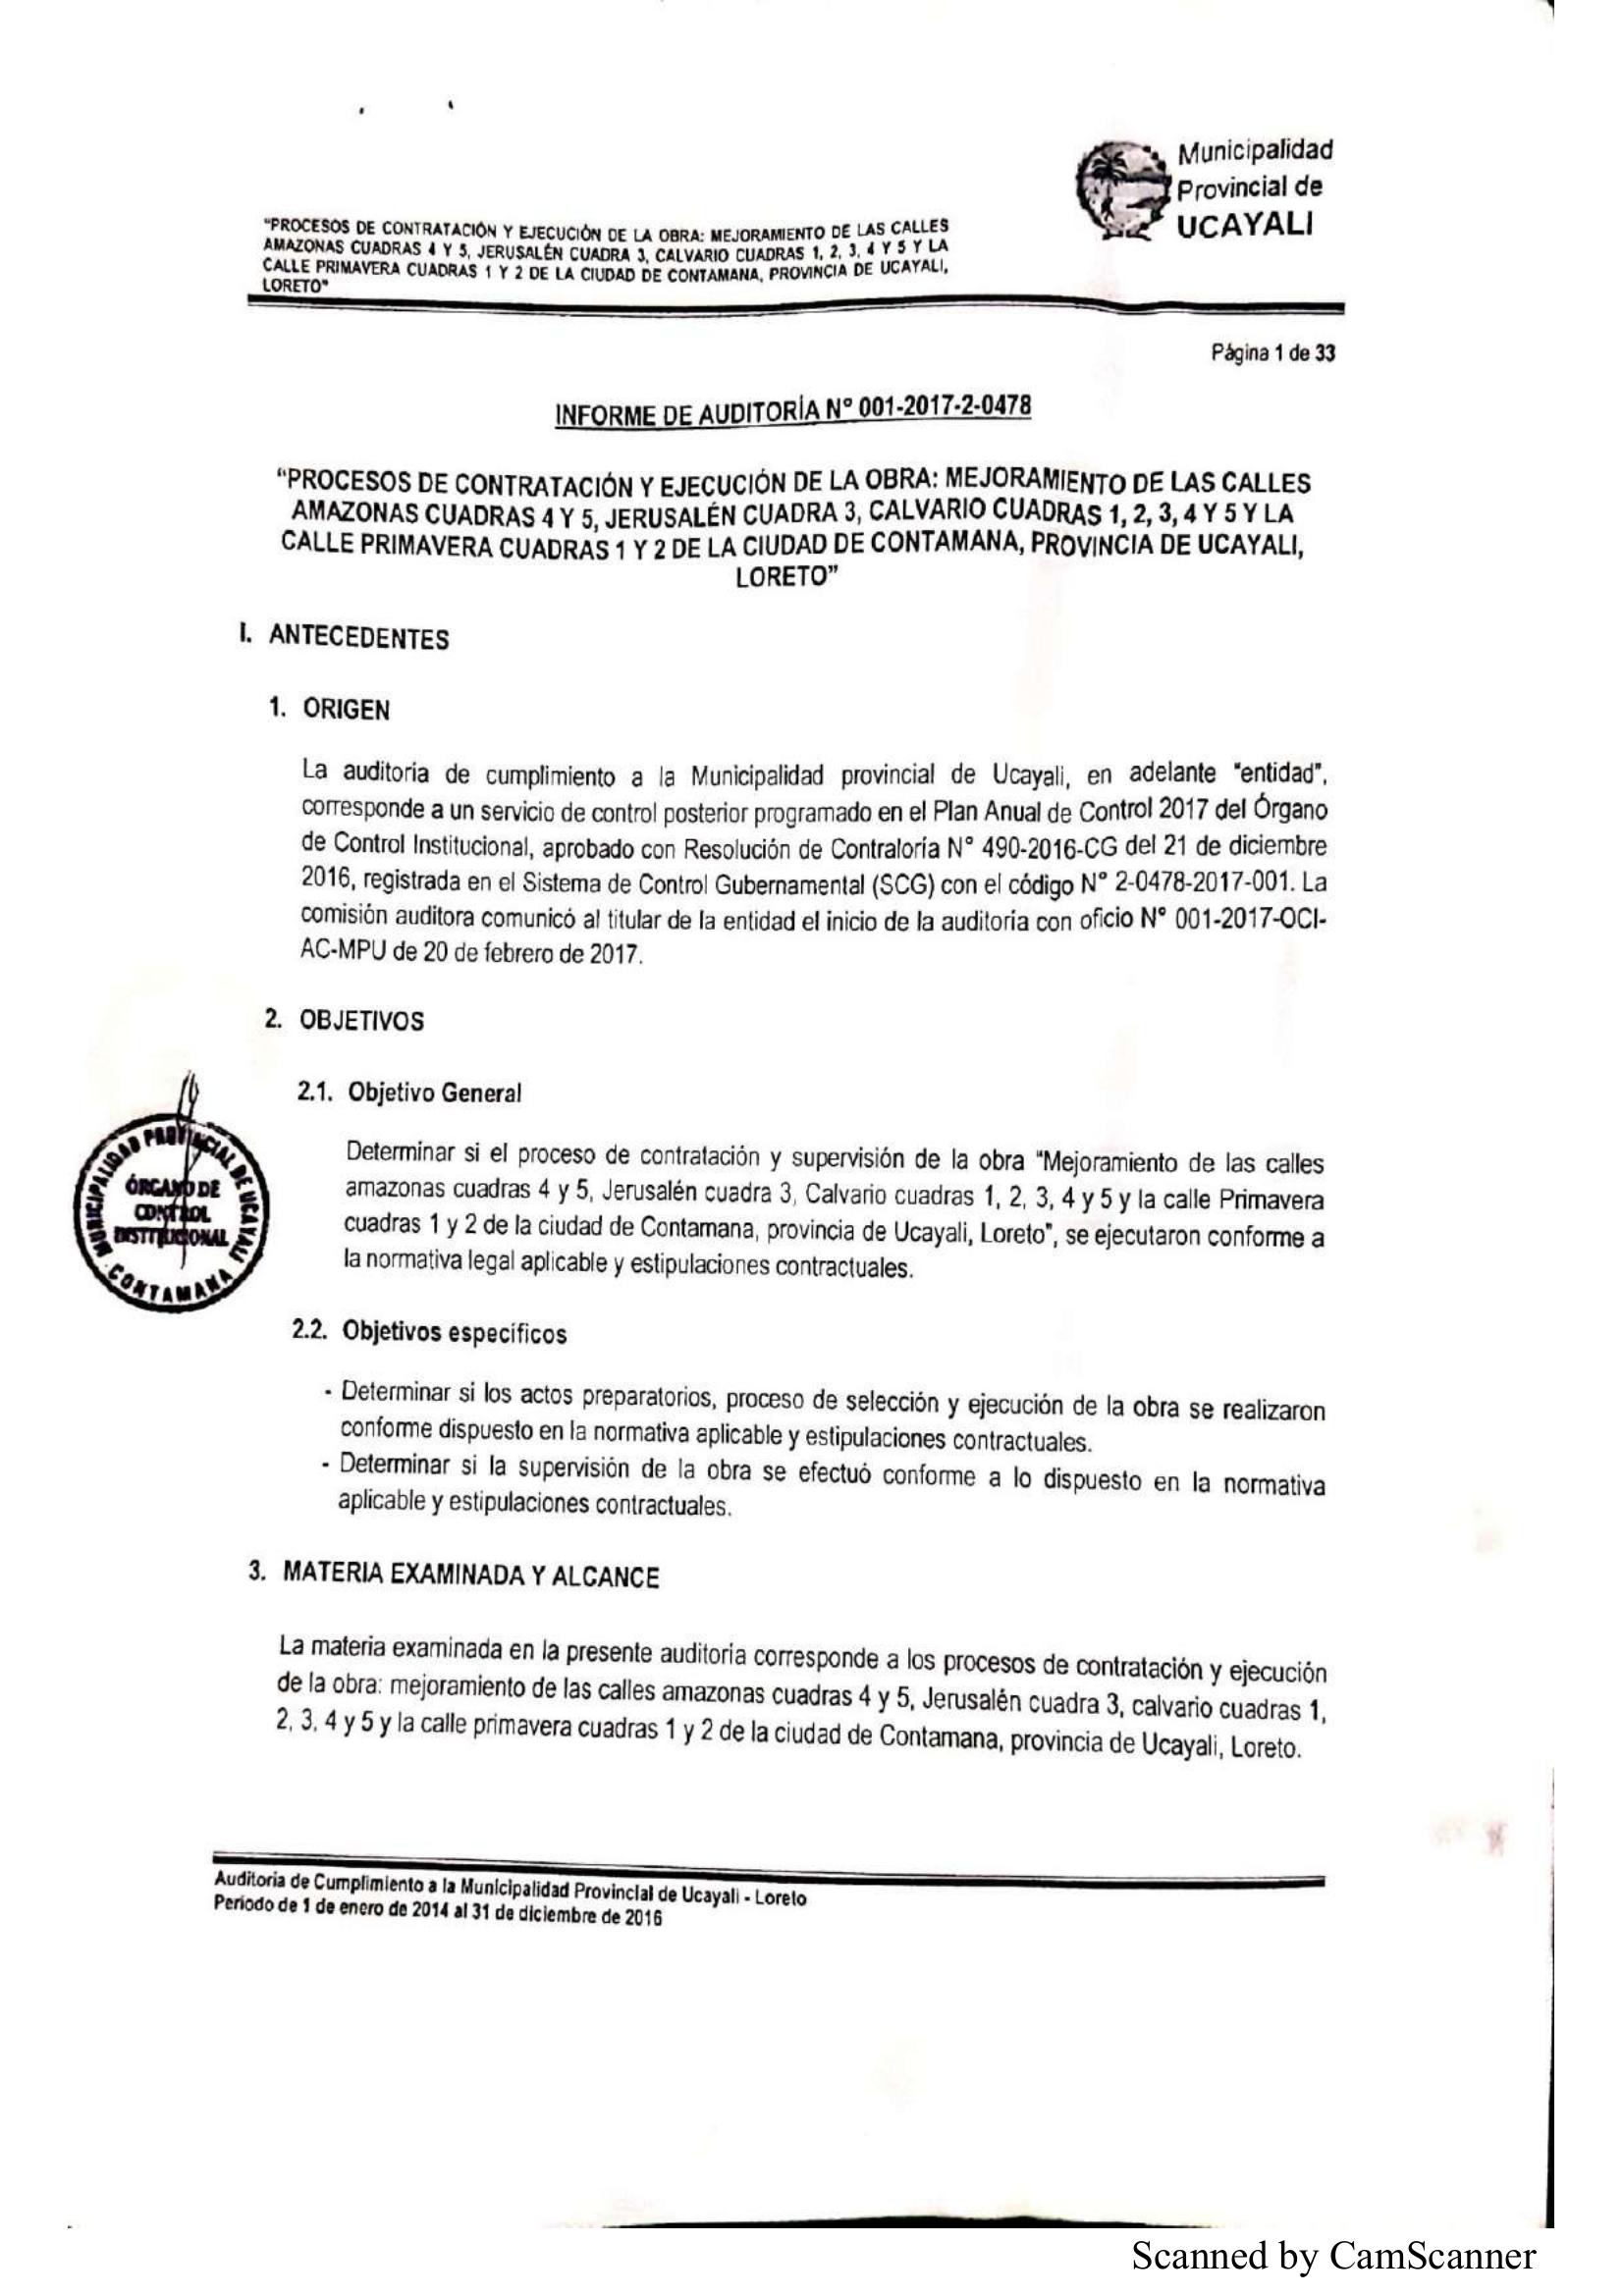 Municipalidad
Provincial de
UCAYALI
"PROCESOS DE CONTRATACIÓN Y EJECUCIÓN DE LA OBRA: MEJORAMIENTO DE LAS CALLES
AMAZONAS CUADRAS 4 Y 5, JERUSALÉN CUADRA 3, CALVARIO CUADRAS 1, 2, 3, 4 Y 5 Y LA
CALLE PRIMAVERA CUADRAS 1 Y 2 DE LA CIUDAD DE CONTAMANA, PROVINCIA DE UCAYALI,
LORETO"
Página 1 de 33
INFORME DE AUDITORÍA N° 001-2017-2-0478
"PROCESOS DE CONTRATACIÓN Y EJECUCIÓN DE LA OBRA: MEJORAMIENTO DE LAS CALLES
AMAZONAS CUADRAS 4 Y 5, JERUSALÉN CUADRA 3, CALVARIO CUADRAS 1, 2, 3, 4 Y 5 Y LA
CALLE PRIMAVERA CUADRAS 1 Y 2 DE LA CIUDAD DE CONTAMANA, PROVINCIA DE UCAYALI,
LORETO"
I. ANTECEDENTES
1. ORIGEN
La auditoría de cumplimiento a la Municipalidad provincial de Ucayali, en adelante "entidad",
corresponde a un servicio de control posterior programado en el Plan Anual de Control 2017 del Órgano
de Control Institucional, aprobado con Resolución de Contraloría N° 490-2016-CG del 21 de diciembre
2016, registrada en el Sistema de Control Gubernamental (SCG) con el código N° 2-0478-2017-001. La
comisión auditora comunicó al titular de la entidad el inicio de la auditoría con oficio N° 001-2017-OCI-
AC-MPU de 20 de febrero de 2017.
2. OBJETIVOS
2.1. Objetivo General
Determinar si el proceso de contratación y supervisión de la obra "Mejoramiento de las calles
amazonas cuadras 4 y 5, Jerusalén cuadra 3, Calvario cuadras 1, 2, 3, 4 y 5 y la calle Primavera
cuadras 1 y 2 de la ciudad de Contamana, provincia de Ucayali, Loreto", se ejecutaron conforme a
la normativa legal aplicable y estipulaciones contractuales.
MUNICIPALIDAD PROVINCIAL DE UCAYALI
ÓRGANO DE
CONTROL
INSTITUCIONAL
CONTAMANA
2.2. Objetivos específicos
- Determinar si los actos preparatorios, proceso de selección y ejecución de la obra se realizaron
conforme dispuesto en la normativa aplicable y estipulaciones contractuales.
- Determinar si la supervisión de la obra se efectuó conforme a lo dispuesto en la normativa
aplicable y estipulaciones contractuales.
3. MATERIA EXAMINADA Y ALCANCE
La materia examinada en la presente auditoría corresponde a los procesos de contratación y ejecución
de la obra: mejoramiento de las calles amazonas cuadras 4 y 5, Jerusalén cuadra 3, calvario cuadras 1,
2, 3, 4 y 5 y la calle primavera cuadras 1 y 2 de la ciudad de Contamana, provincia de Ucayali, Loreto.
Auditoría de Cumplimiento a la Municipalidad Provincial de Ucayali - Loreto
Período de 1 de enero de 2014 al 31 de diciembre de 2016
Scanned by CamScanner